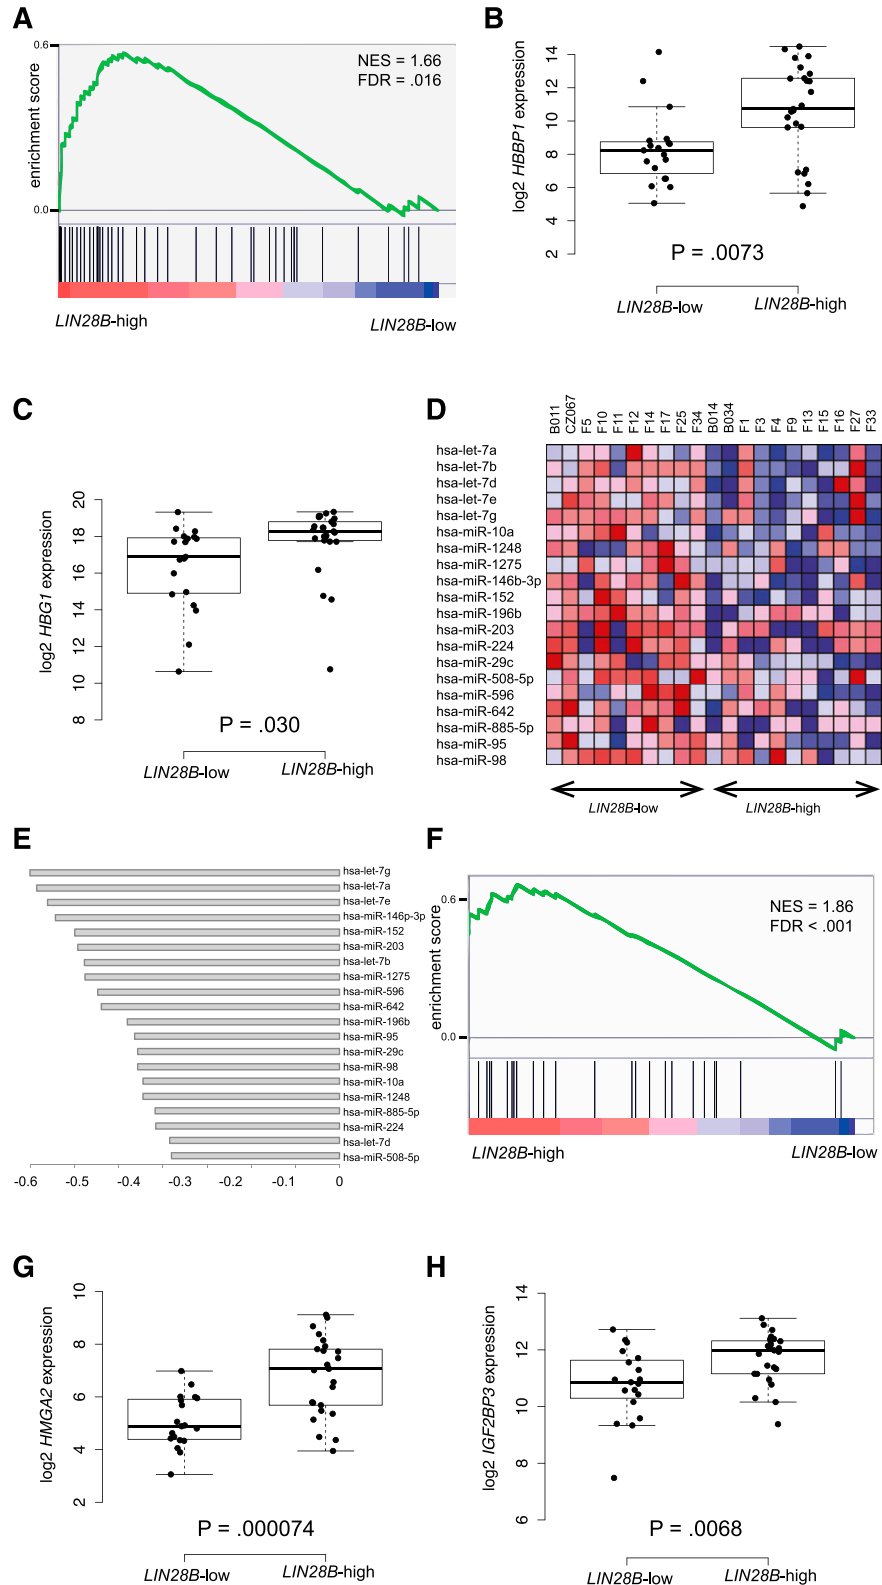 A
0.6
enrichment score
0.0
NES = 1.66
FDR = .016
LIN28B-high
LIN28B-low
B
log2 HBBP1 expression
14
12
10
8
6
4
2
P = .0073
LIN28B-low
LIN28B-high
C
log2 HBG1 expression
20
18
16
14
12
10
8
P = .030
LIN28B-low
LIN28B-high
D
B011 CZ067 F5 F10 F11 F12 F14 F17 F25 F34 B014 B034 F1 F3 F4 F9 F13 F15 F16 F27 F33
hsa-let-7a
hsa-let-7b
hsa-let-7d
hsa-let-7e
hsa-let-7g
hsa-miR-10a
hsa-miR-1248
hsa-miR-1275
hsa-miR-146b-3p
hsa-miR-152
hsa-miR-196b
hsa-miR-203
hsa-miR-224
hsa-miR-29c
hsa-miR-508-5p
hsa-miR-596
hsa-miR-642
hsa-miR-885-5p
hsa-miR-95
hsa-miR-98
LIN28B-low
LIN28B-high
E
hsa-let-7g
hsa-let-7a
hsa-let-7e
hsa-miR-146p-3p
hsa-miR-152
hsa-miR-203
hsa-let-7b
hsa-miR-1275
hsa-miR-596
hsa-miR-642
hsa-miR-196b
hsa-miR-95
hsa-miR-29c
hsa-miR-98
hsa-miR-10a
hsa-miR-1248
hsa-miR-885-5p
hsa-miR-224
hsa-let-7d
hsa-miR-508-5p
-0.6 -0.5 -0.4 -0.3 -0.2 -0.1 0
F
0.6
enrichment score
0.0
NES = 1.86
FDR < .001
LIN28B-high
LIN28B-low
G
log2 HMGA2 expression
10
8
6
4
2
P = .000074
LIN28B-low
LIN28B-high
H
log2 IGF2BP3 expression
14
12
10
8
6
P = .0068
LIN28B-low
LIN28B-high